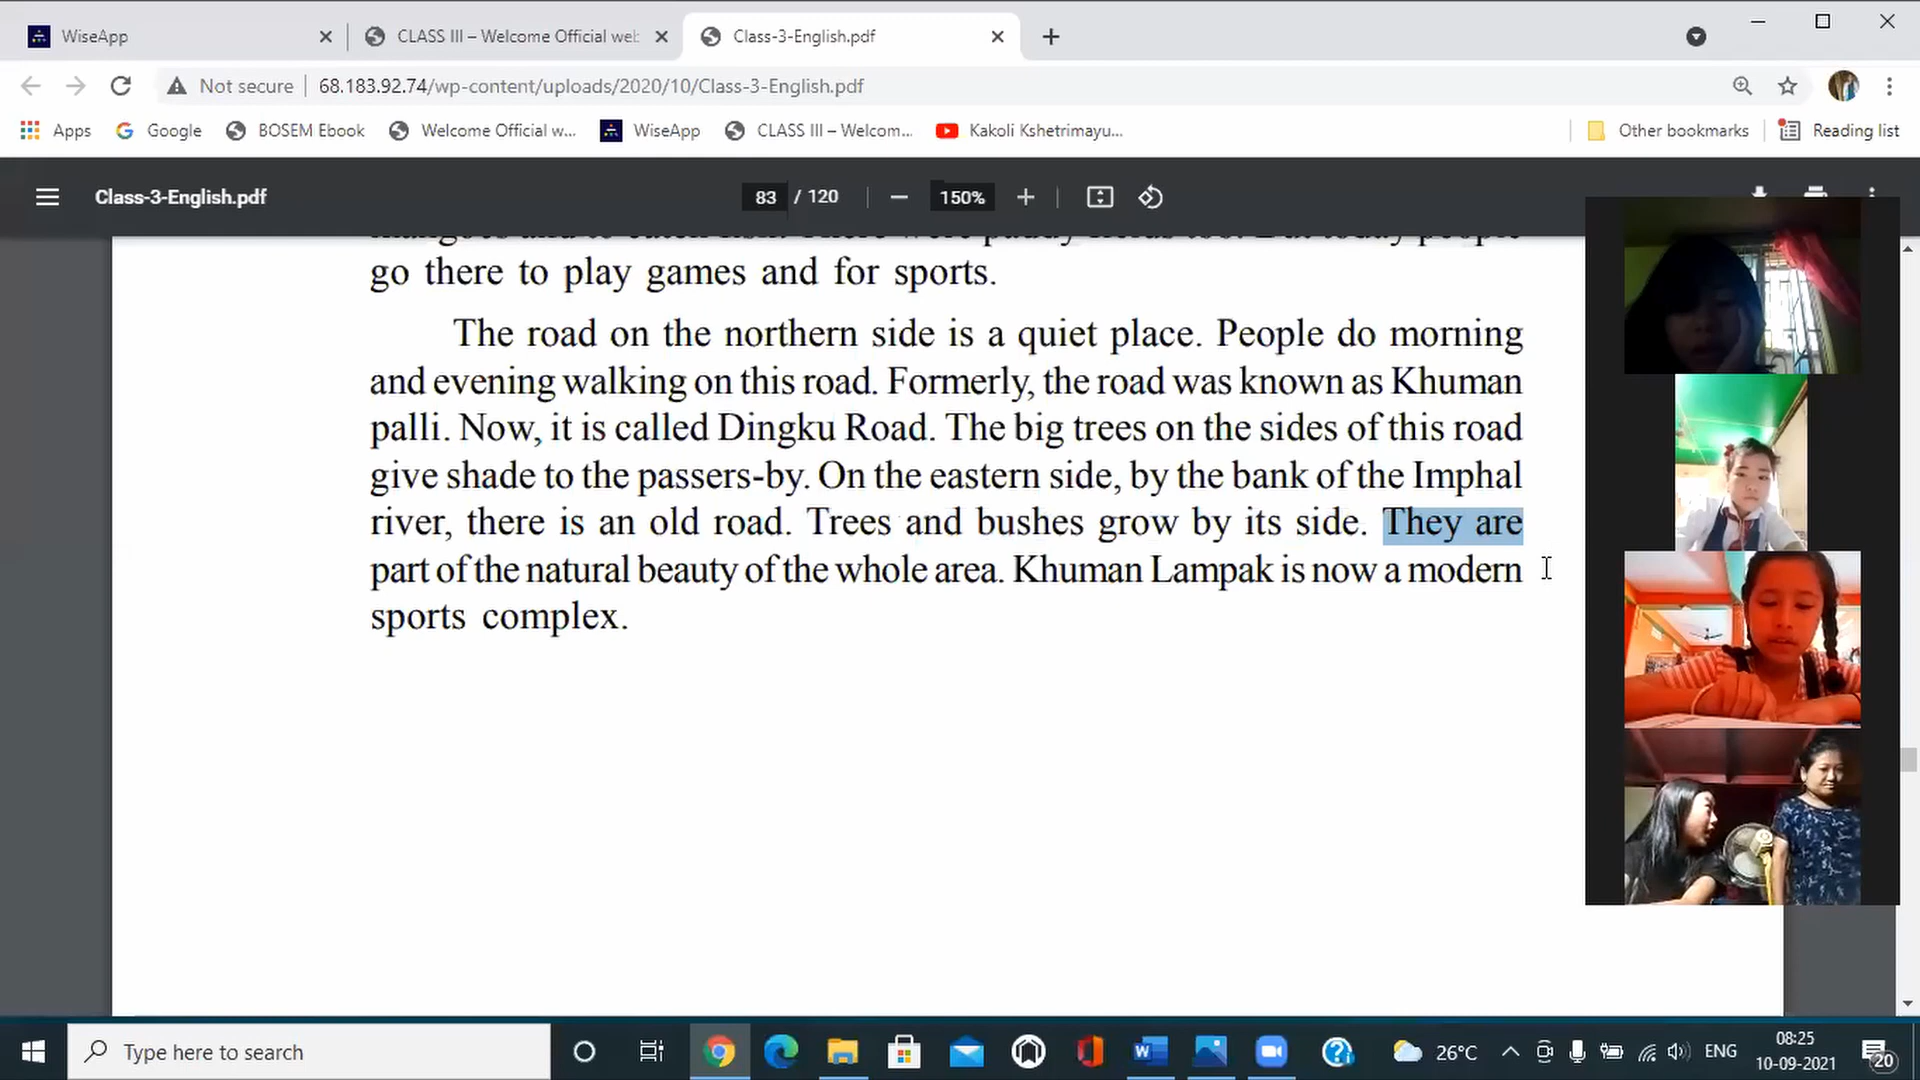 WiseApp
CLASS III – Welcome Official wel
Class-3-English.pdf
Not secure 68.183.92.74/wp-content/uploads/2020/10/Class-3-English.pdf
Apps Google BOSEM Ebook Welcome Official w... WiseApp CLASS III – Welcom... Kakoli Kshetrimayu... Other bookmarks Reading list
Class-3-English.pdf 83 / 120 150%
go there to play games and for sports.
The road on the northern side is a quiet place. People do morning
and evening walking on this road. Formerly, the road was known as Khuman
palli. Now, it is called Dingku Road. The big trees on the sides of this road
give shade to the passers-by. On the eastern side, by the bank of the Imphal
river, there is an old road. Trees and bushes grow by its side. They are
part of the natural beauty of the whole area. Khuman Lampak is now a modern
sports complex.
Type here to search 26°C ENG 08:25
10-09-2021 20